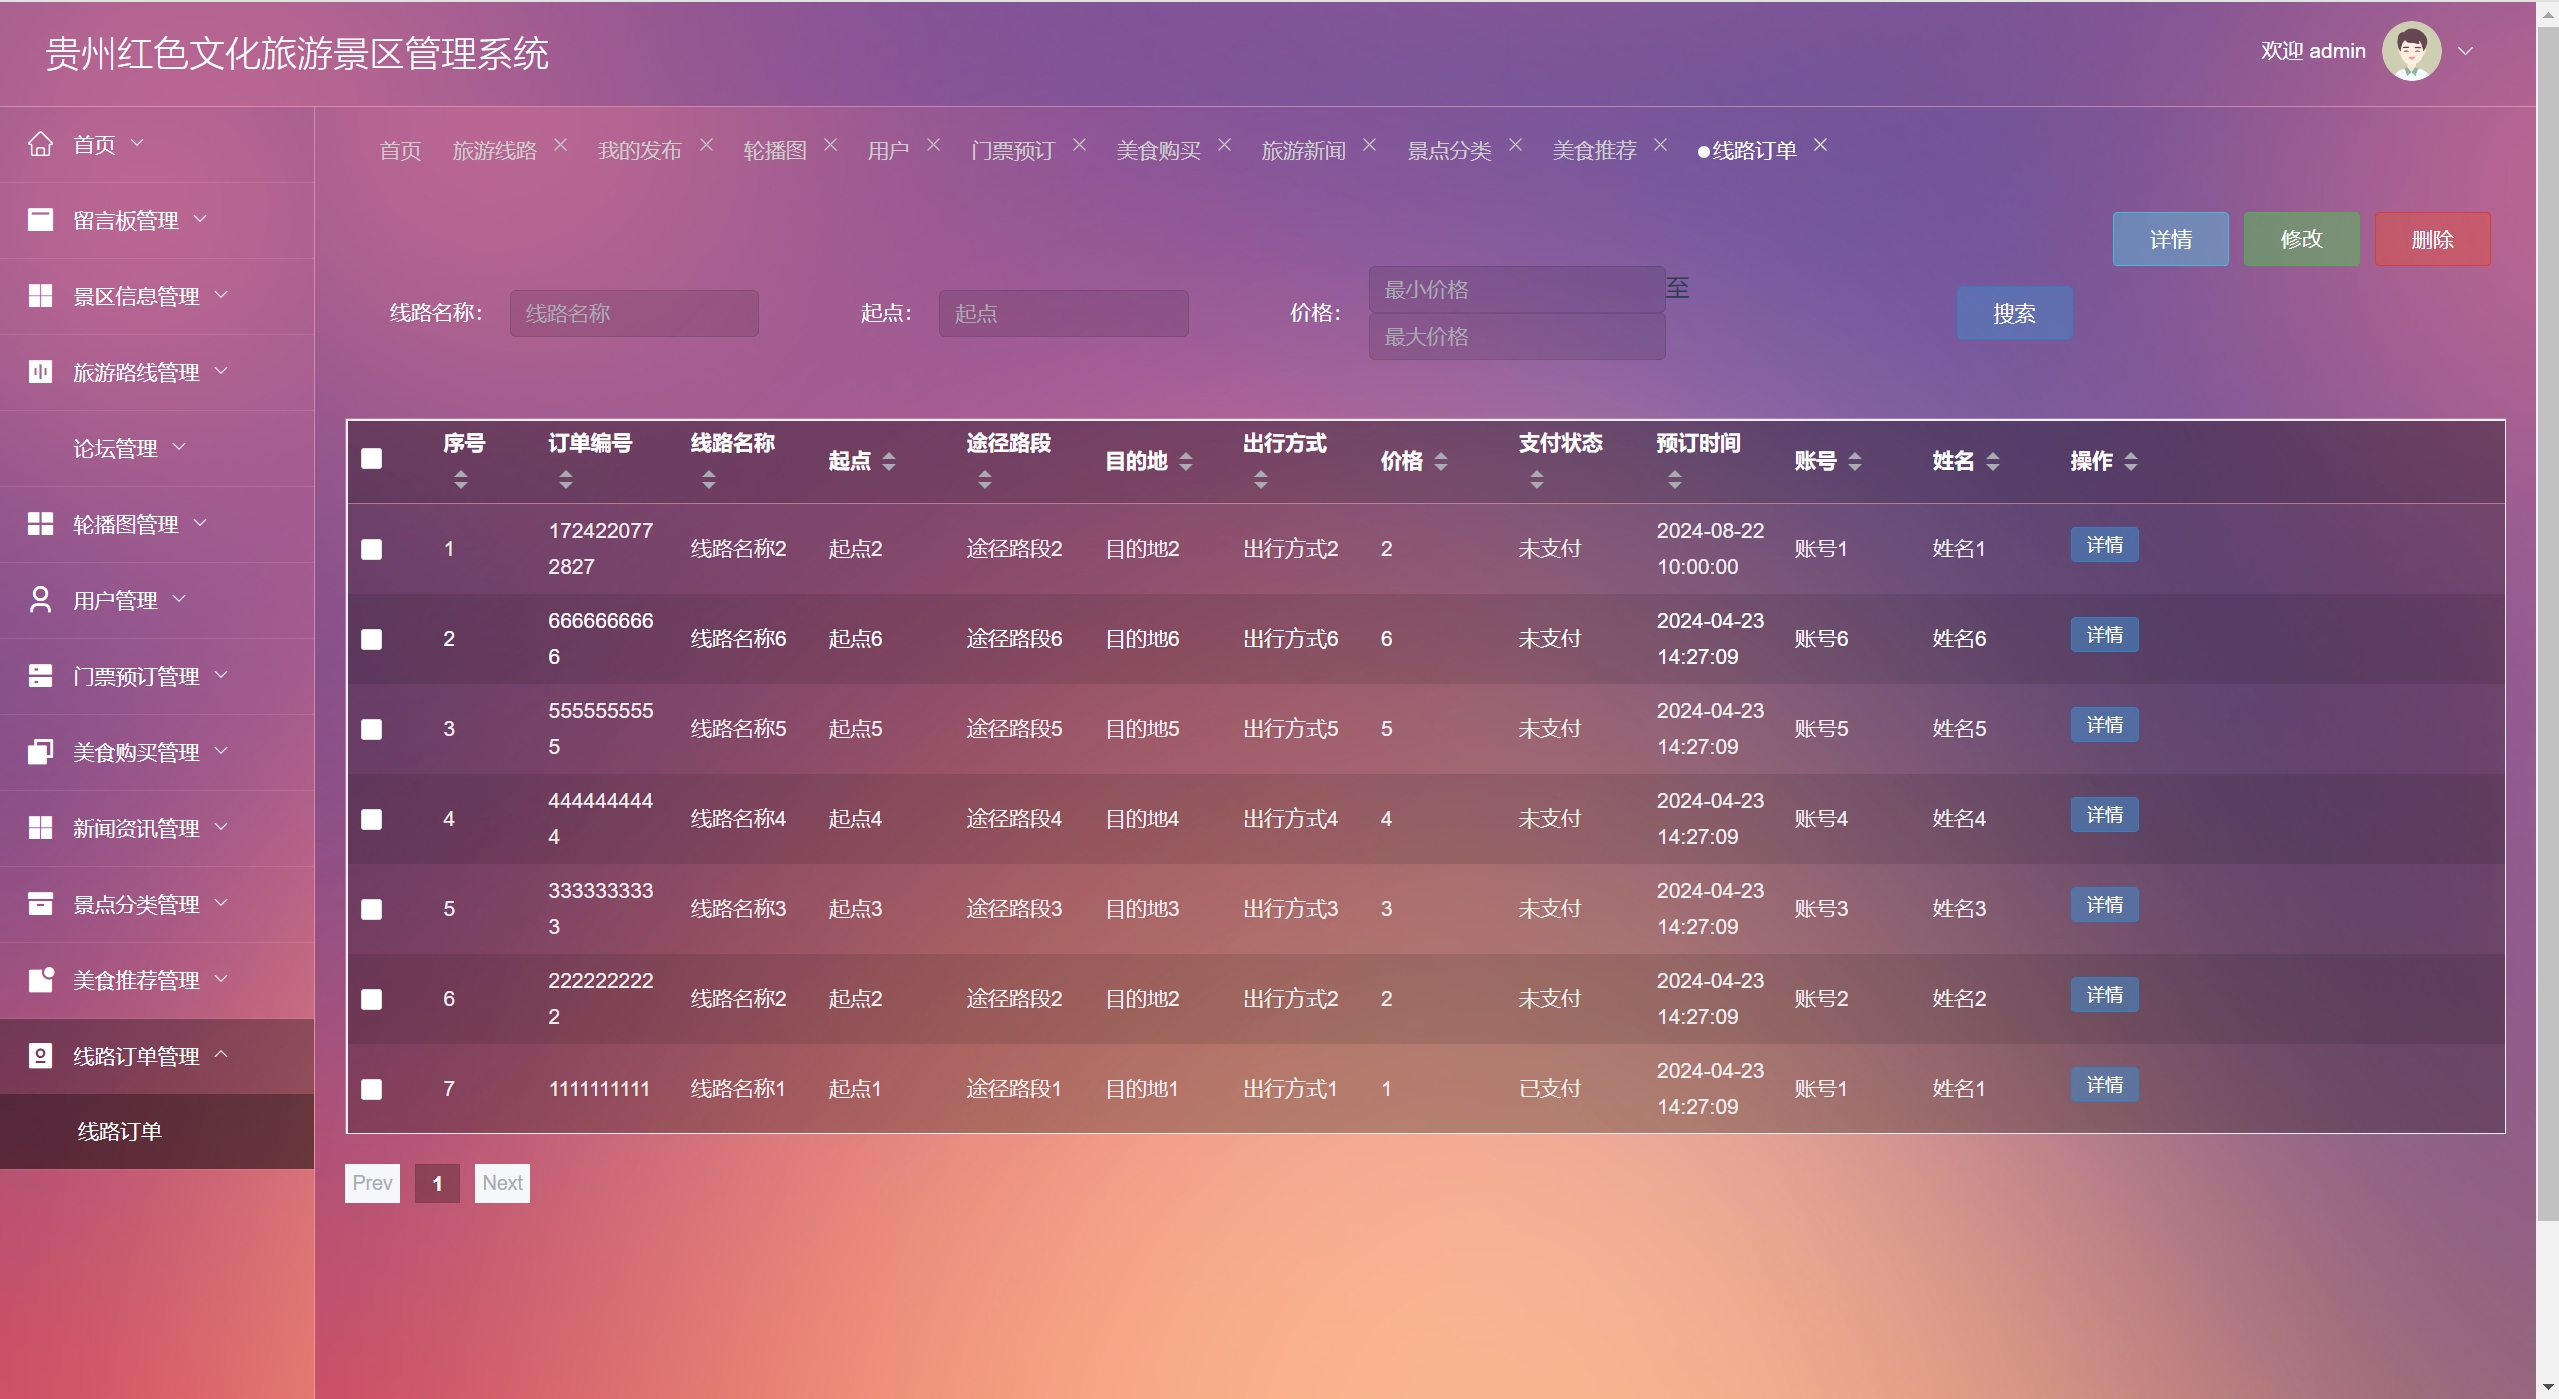 贵州红色文化旅游景区管理系统
欢迎 admin
首页
留言板管理
景区信息管理
旅游路线管理
论坛管理
轮播图管理
用户管理
门票预订管理
美食购买管理
新闻资讯管理
景点分类管理
美食推荐管理
线路订单管理
线路订单
首页 旅游线路 我的发布 轮播图 用户 门票预订 美食购买 旅游新闻 景点分类 美食推荐 线路订单
详情 修改 删除
线路名称: 线路名称 起点: 起点 价格: 最小价格 至
最大价格
搜索
序号 订单编号 线路名称 起点 途径路段 目的地 出行方式 价格 支付状态 预订时间 账号 姓名 操作
1 1724220772827 线路名称2 起点2 途径路段2 目的地2 出行方式2 2 未支付 2024-08-22 10:00:00 账号1 姓名1 详情
2 6666666666 线路名称6 起点6 途径路段6 目的地6 出行方式6 6 未支付 2024-04-23 14:27:09 账号6 姓名6 详情
3 5555555555 线路名称5 起点5 途径路段5 目的地5 出行方式5 5 未支付 2024-04-23 14:27:09 账号5 姓名5 详情
4 4444444444 线路名称4 起点4 途径路段4 目的地4 出行方式4 4 未支付 2024-04-23 14:27:09 账号4 姓名4 详情
5 3333333333 线路名称3 起点3 途径路段3 目的地3 出行方式3 3 未支付 2024-04-23 14:27:09 账号3 姓名3 详情
6 2222222222 线路名称2 起点2 途径路段2 目的地2 出行方式2 2 未支付 2024-04-23 14:27:09 账号2 姓名2 详情
7 1111111111 线路名称1 起点1 途径路段1 目的地1 出行方式1 1 已支付 2024-04-23 14:27:09 账号1 姓名1 详情
Prev 1 Next